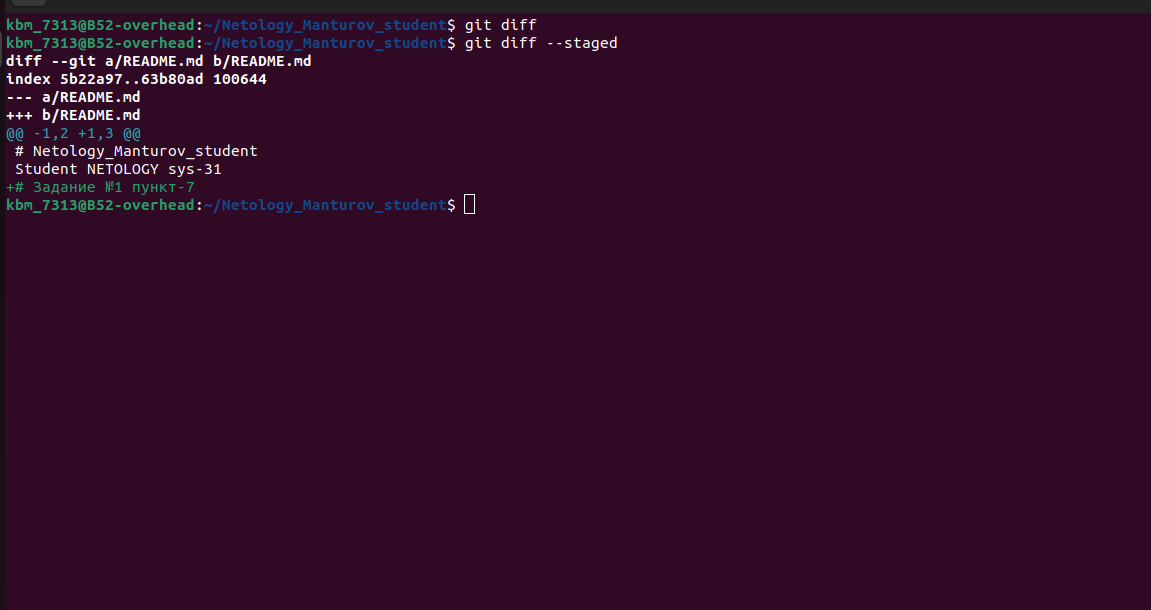 kbm_7313@B52-overhead:~/Netology_Manturov_student$ git diff
kbm_7313@B52-overhead:~/Netology_Manturov_student$ git diff --staged
diff --git a/README.md b/README.md
index 5b22a97..63b80ad 100644
--- a/README.md
+++ b/README.md
@@ -1,2 +1,3 @@
 # Netology_Manturov_student
 Student NETOLOGY sys-31
+# Задание №1 пункт-7
kbm_7313@B52-overhead:~/Netology_Manturov_student$